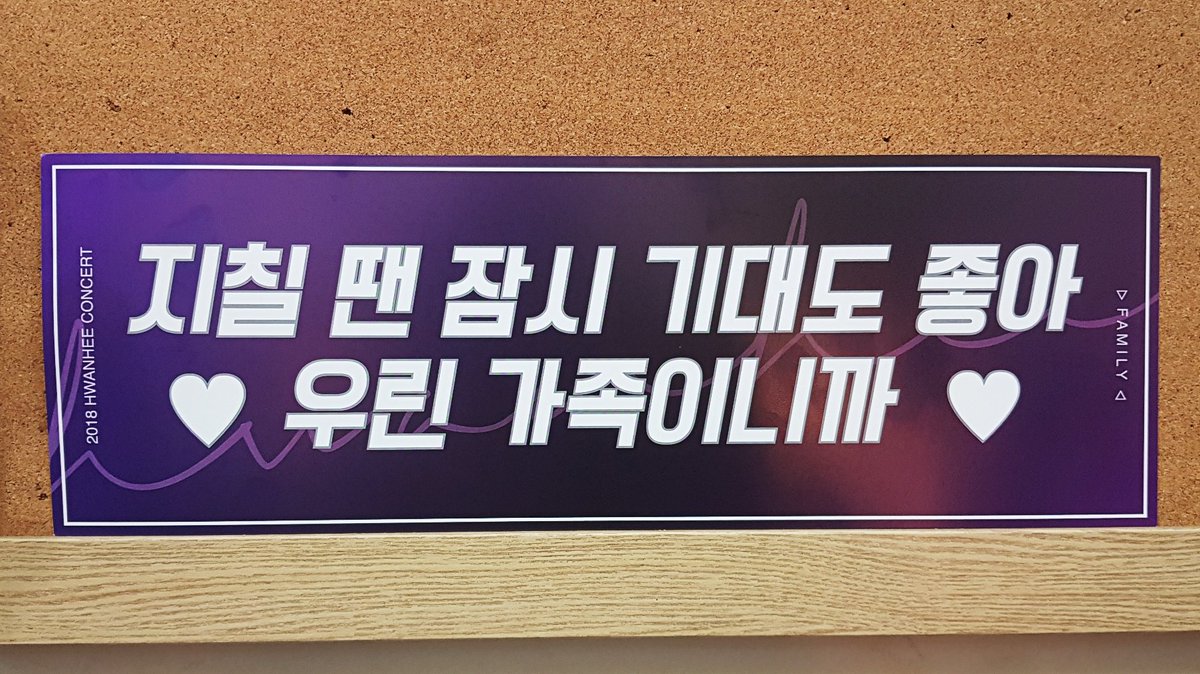 2018 HWANHEE CONCERT
지칠 땐 잠시 기대도 좋아
♥ 우린 가족이니까 ♥
▷ FAMILY ◁